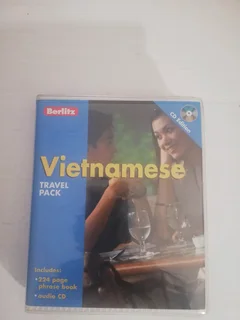 Berlitz
CD Edition
Vietnamese
TRAVEL
PACK
Includes:
• 224 page
phrase book
• audio CD